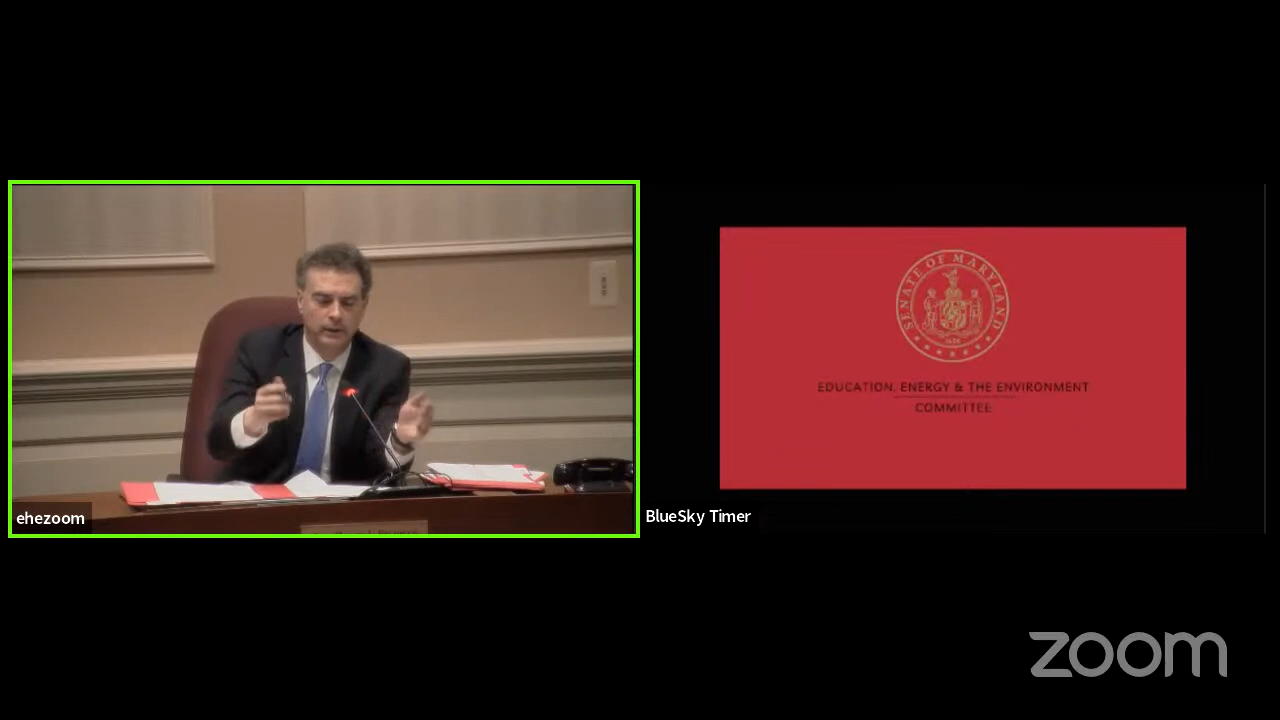 ehezoom
SENATE OF MARYLAND
EDUCATION, ENERGY & THE ENVIRONMENT
COMMITTEE
BlueSky Timer
zoom